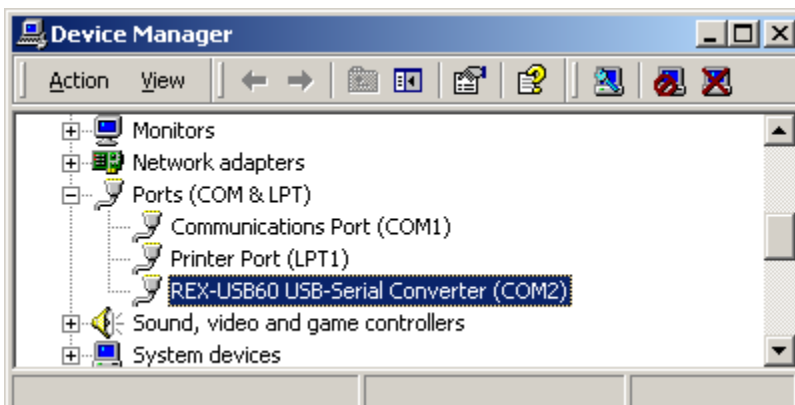 Device Manager
Action View
Monitors
Network adapters
Ports (COM & LPT)
Communications Port (COM1)
Printer Port (LPT1)
REX-USB60 USB-Serial Converter (COM2)
Sound, video and game controllers
System devices